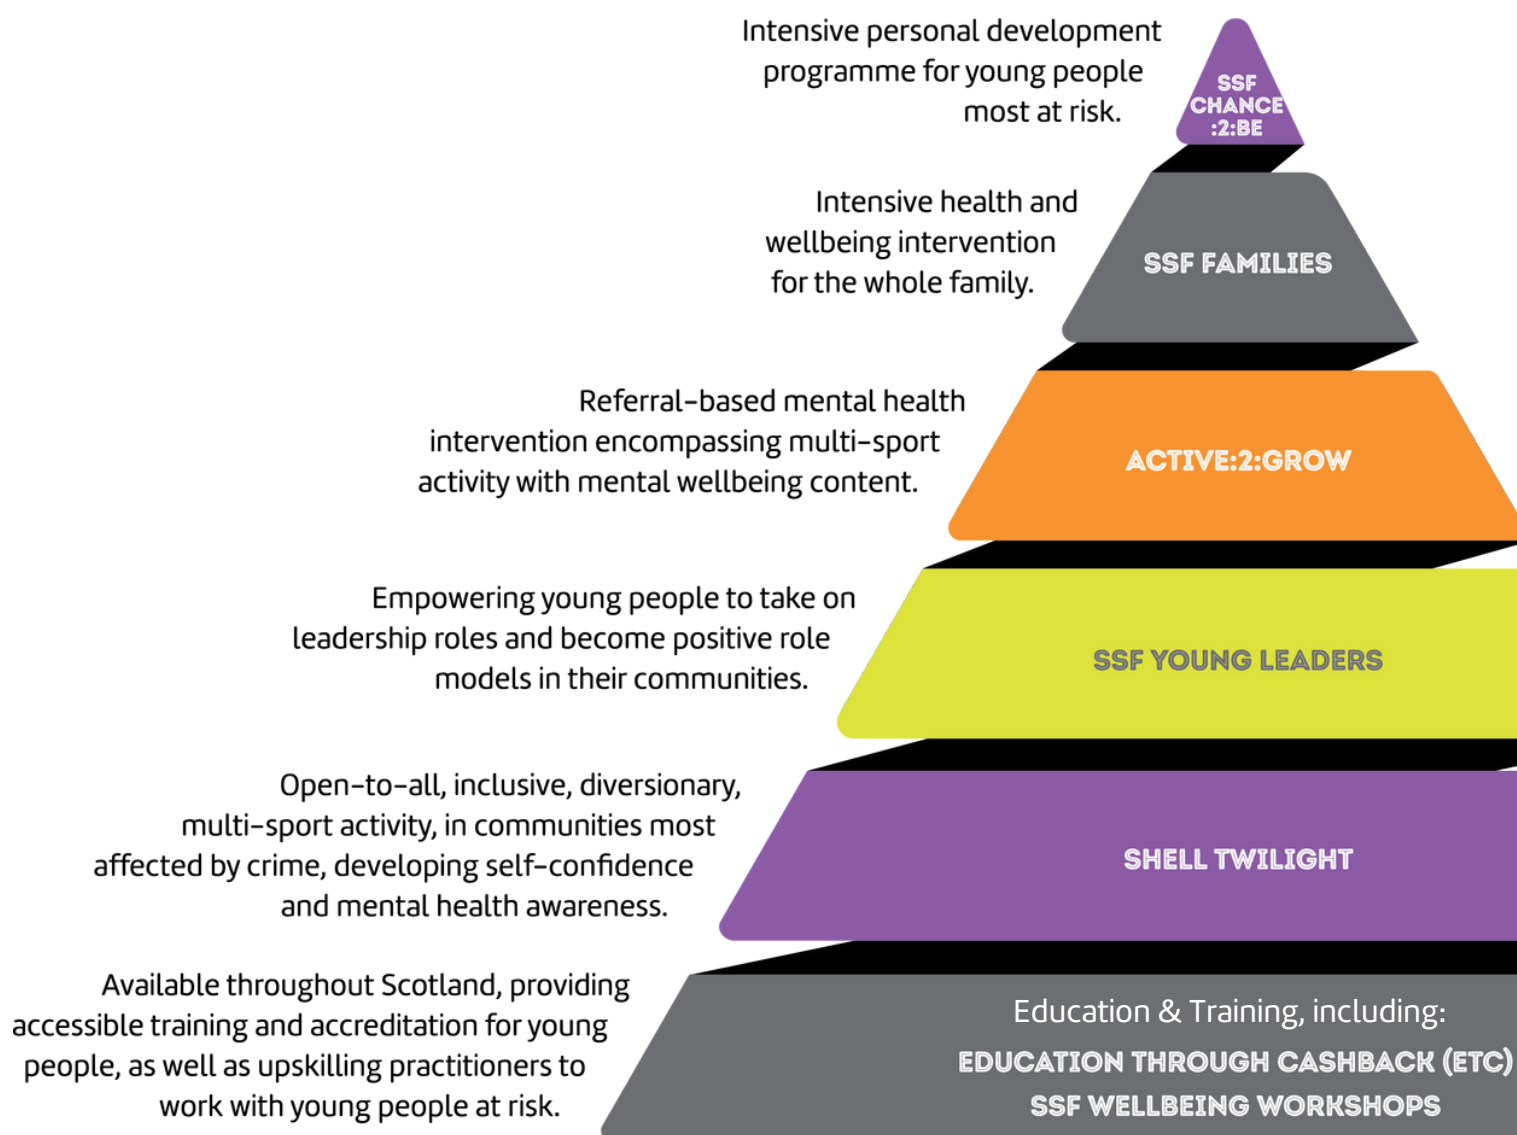 Intensive personal development
programme for young people
most at risk.
SSF
CHANCE
:2:BE
Intensive health and
wellbeing intervention
for the whole family.
SSF FAMILIES
Referral-based mental health
intervention encompassing multi-sport
activity with mental wellbeing content.
ACTIVE:2:GROW
Empowering young people to take on
leadership roles and become positive role
models in their communities.
SSF YOUNG LEADERS
Open-to-all, inclusive, diversionary,
multi-sport activity, in communities most
affected by crime, developing self-confidence
and mental health awareness.
SHELL TWILIGHT
Available throughout Scotland, providing
accessible training and accreditation for young
people, as well as upskilling practitioners to
work with young people at risk.
Education & Training, including:
EDUCATION THROUGH CASHBACK (ETC)
SSF WELLBEING WORKSHOPS